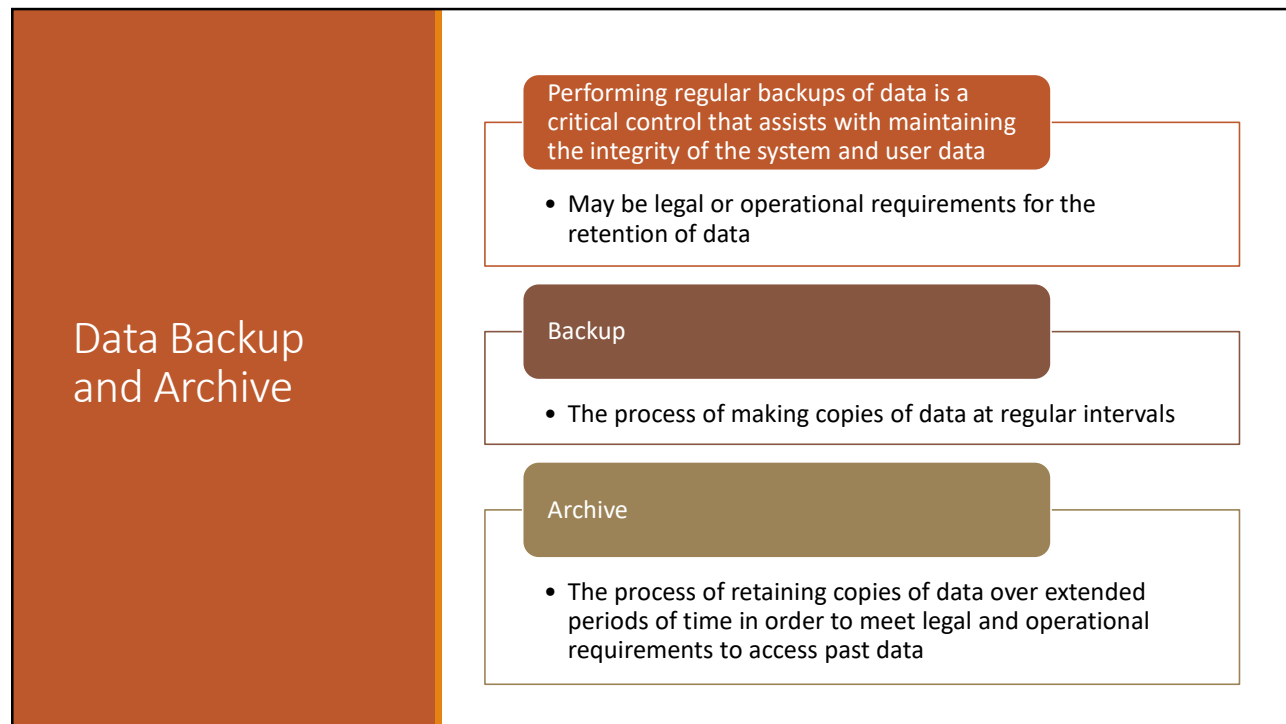 Data Backup
and Archive
Performing regular backups of data is a
critical control that assists with maintaining
the integrity of the system and user data
• May be legal or operational requirements for the
retention of data
Backup
• The process of making copies of data at regular intervals
Archive
• The process of retaining copies of data over extended
periods of time in order to meet legal and operational
requirements to access past data